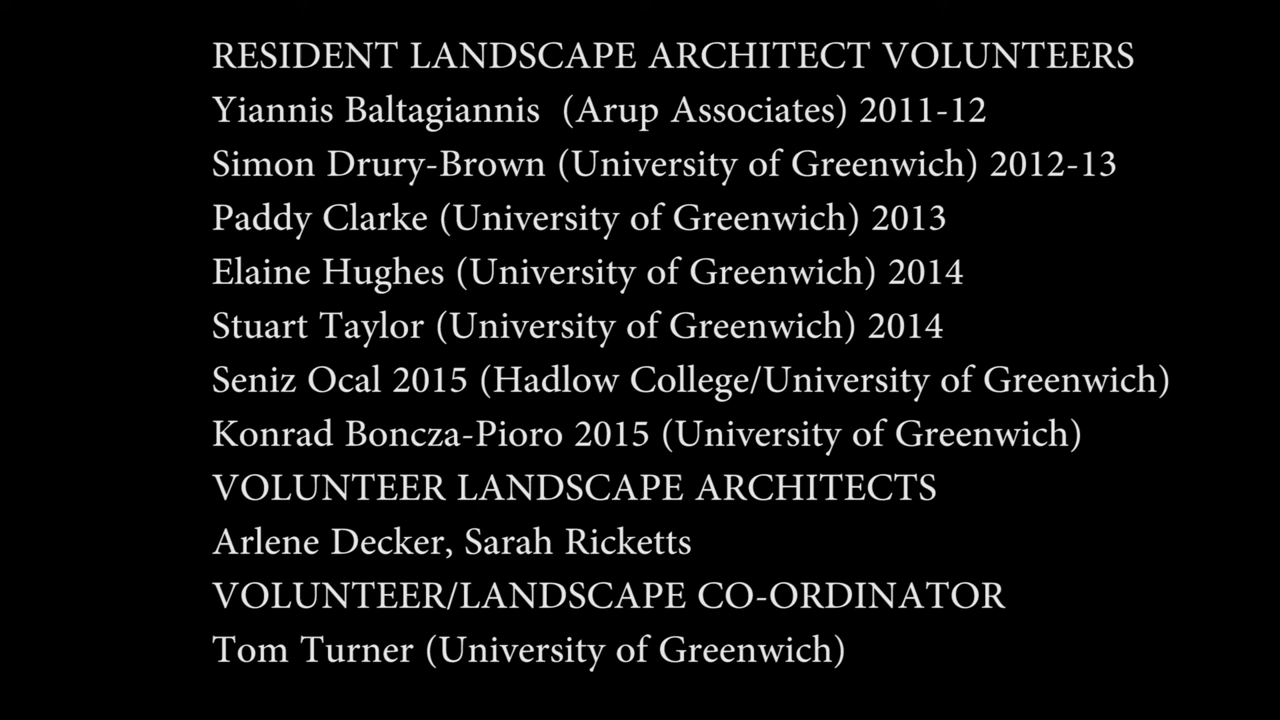 RESIDENT LANDSCAPE ARCHITECT VOLUNTEERS
Yiannis Baltagiannis  (Arup Associates) 2011-12
Simon Drury-Brown (University of Greenwich) 2012-13
Paddy Clarke (University of Greenwich) 2013
Elaine Hughes (University of Greenwich) 2014
Stuart Taylor (University of Greenwich) 2014
Seniz Ocal 2015 (Hadlow College/University of Greenwich)
Konrad Boncza-Pioro 2015 (University of Greenwich)
VOLUNTEER LANDSCAPE ARCHITECTS
Arlene Decker, Sarah Ricketts
VOLUNTEER/LANDSCAPE CO-ORDINATOR
Tom Turner (University of Greenwich)